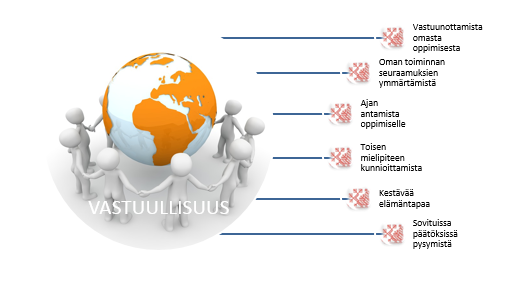 Vastuunottamista
omasta
oppimisesta
Oman toiminnan
seuraamuksien
ymmärtämistä
Ajan
antamista
oppimiselle
Toisen
mielipiteen
kunnioittamista
Kestävää
elämäntapaa
VASTUULLISUUS
Sovituissa
päätöksissä
pysymistä